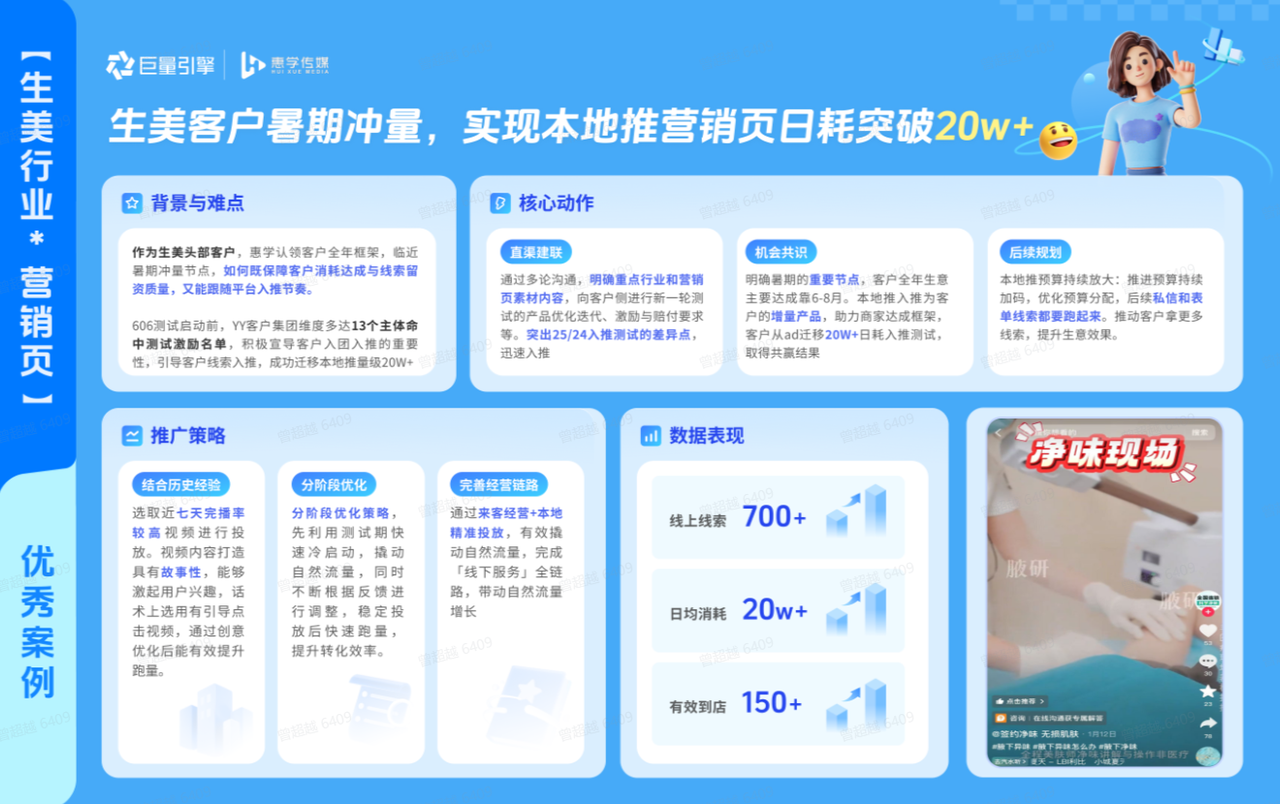 【生美行业*营销页】
优秀案例
巨量引擎
惠学传媒
HUI XUE MEDIA
生美客户暑期冲量，实现本地推营销页日耗突破20w+
背景与难点
作为生美头部客户，惠学认领客户全年框架，临近
暑期冲量节点，如何既保障客户消耗达成与线索留
资质量，又能跟随平台入推节奏。
606测试启动前，YY客户集团维度多达13个主体命
中测试激励名单，积极宣导客户入团入推的重要
性，引导客户线索入推，成功迁移本地推量级20W+
核心动作
直渠建联
通过多论沟通，明确重点行业和营销
页素材内容，向客户侧进行新一轮测
试的产品优化迭代、激励与赔付要求
等。突出25/24入推测试的差异点，
迅速入推
机会共识
明确暑期的重要节点，客户全年生意
主要达成靠6-8月。本地推入推为客
户的增量产品，助力商家达成框架，
客户从ad迁移20W+日耗入推测试，
取得共赢结果
后续规划
本地推预算持续放大：推进预算持续
加码，优化预算分配，后续私信和表
单线索都要跑起来。推动客户拿更多
线索，提升生意效果。
推广策略
结合历史经验
选取近七天完播率
较高视频进行投
放。视频内容打造
具有故事性，能够
激起用户兴趣，话
术上选用有引导点
击视频，通过创意
优化后能有效提升
跑量。
分阶段优化
分阶段优化策略，
先利用测试期快
速冷启动，撬动
自然流量，同时
不断根据反馈进
行调整，稳定投
放后快速跑量，
提升转化效率。
完善经营链路
通过来客经营+本地
精准投放，有效撬
动自然流量，完成
「线下服务」全链
路，带动自然流量
增长
数据表现
线上线索 700+
日均消耗 20w+
有效到店 150+
搜索
净味现场
腋研
腋研
53
30
23
78
点击推荐 >
咨询｜在线沟通获专属解答
@签约净味 无损肌肤 · 1月12日
#腋下异味 #腋下异味怎么办 #腋下净味
曾超越 6409